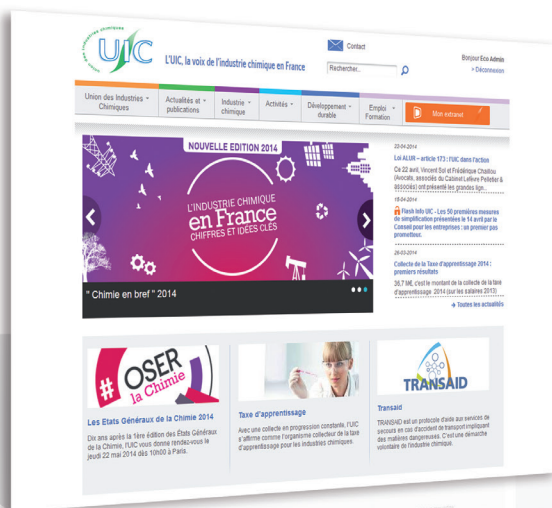 union des industries chimiques
UIC
L'UIC, la voix de l'industrie chimique en France
Contact
Rechercher...
Bonjour Eco Admin
> Déconnexion
Union des Industries
Chimiques
Actualités et
publications
Industrie
chimique
Activités
Développement
durable
Emploi
Formation
Mon extranet
NOUVELLE EDITION 2014
L'INDUSTRIE CHIMIQUE
en France
CHIFFRES ET IDÉES CLÉS
" Chimie en bref " 2014
23-04-2014
Loi ALUR – article 173 : l'UIC dans l'action
Ce 22 avril, Vincent Sol et Frédérique Chaillou
(Avocats, associés du Cabinet Lefèvre Pelletier &
associés) ont présenté les grandes lign...
15-04-2014
Flash Info UIC - Les 50 premières mesures
de simplification présentées le 14 avril par le
Conseil pour les entreprises : un premier pas
prometteur.
26-03-2014
Collecte de la Taxe d'apprentissage 2014 :
premiers résultats
36,7 M€, c'est le montant de la collecte de la taxe
d'apprentissage 2014 (sur les salaires 2013)
Toutes les actualités
# OSER
la Chimie
Les Etats Généraux de la Chimie 2014
Dix ans après la 1ère édition des États Généraux
de la Chimie, l'UIC vous donne rendez-vous le
jeudi 22 mai 2014 dès 10h00 à Paris.
Taxe d'apprentissage
Avec une collecte en progression constante, l'UIC
s'affirme comme l'organisme collecteur de la taxe
d'apprentissage pour les industries chimiques.
TRANSAID
Transaid
TRANSAID est un protocole d'aide aux services de
secours en cas d'accident de transport impliquant
des matières dangereuses. C'est une démarche
volontaire de l'industrie chimique.